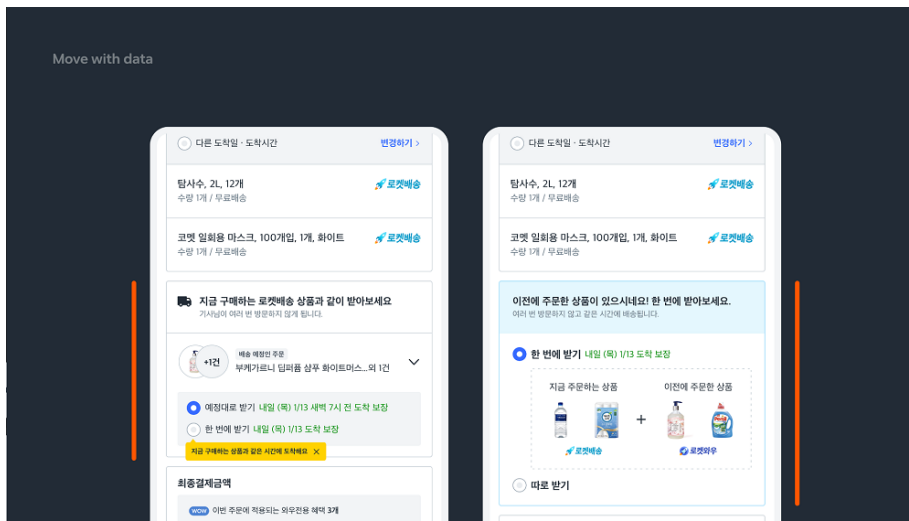 Move with data
다른 도착일 · 도착시간 변경하기 >
탐사수, 2L, 12개 로켓배송
수량 1개 / 무료배송
코멧 일회용 마스크, 100개입, 1개, 화이트 로켓배송
수량 1개 / 무료배송
지금 구매하는 로켓배송 상품과 같이 받아보세요
기사님이 여러 번 방문하지 않게 됩니다.
+1건
배송 예정인 주문
부케가르니 딥퍼퓸 샴푸 화이트머스...외 1건
예정대로 받기 내일 (목) 1/13 새벽 7시 전 도착 보장
한 번에 받기 내일 (목) 1/13 도착 보장
지금 구매하는 상품과 같은 시간에 도착해요 ×
최종결제금액
WOW 이번 주문에 적용되는 와우전용 혜택 3개
다른 도착일 · 도착시간 변경하기 >
탐사수, 2L, 12개 로켓배송
수량 1개 / 무료배송
코멧 일회용 마스크, 100개입, 1개, 화이트 로켓배송
수량 1개 / 무료배송
이전에 주문한 상품이 있으시네요! 한 번에 받아보세요.
여러 번 방문하지 않고 같은 시간에 배송됩니다.
한 번에 받기 내일 (목) 1/13 도착 보장
지금 주문하는 상품 이전에 주문한 상품
+
로켓배송 로켓와우
따로 받기